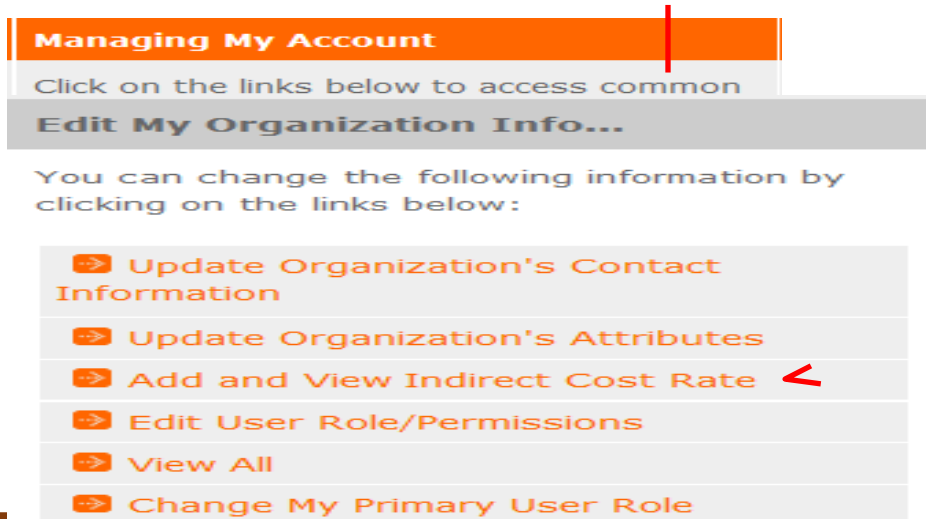 Managing My Account
Click on the links below to access common
Edit My Organization Info...
You can change the following information by
clicking on the links below:
Update Organization's Contact
Information
Update Organization's Attributes
Add and View Indirect Cost Rate
Edit User Role/Permissions
View All
Change My Primary User Role